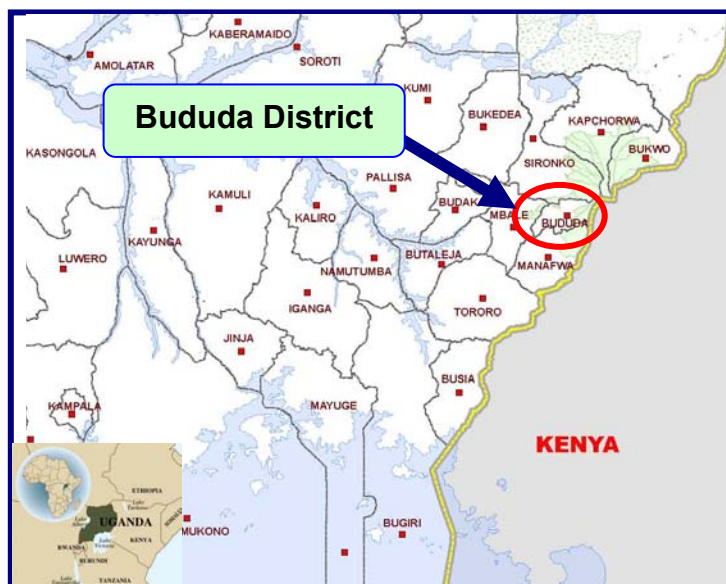 KABERAMAIDO
AMOLATAR
SOROTI
KUMI
Bududa District
BUKEDEA
KAPCHORWA
KASONGOLA
SIRONKO
BUKWO
PALLISA
KAMULI
KALIRO
BUDAK
MBALE
BUDUDA
KAYUNGA
LUWERO
NAMUTUMBA
BUTALEJA
MANAFWA
IGANGA
TORORO
JINJA
BUSIA
KAMPALA
MAYUGE
KENYA
ETHIOPIA
UGANDA
MUKONO
BUGIRI
KENYA
RWANDA
BURUNDI
TANZANIA